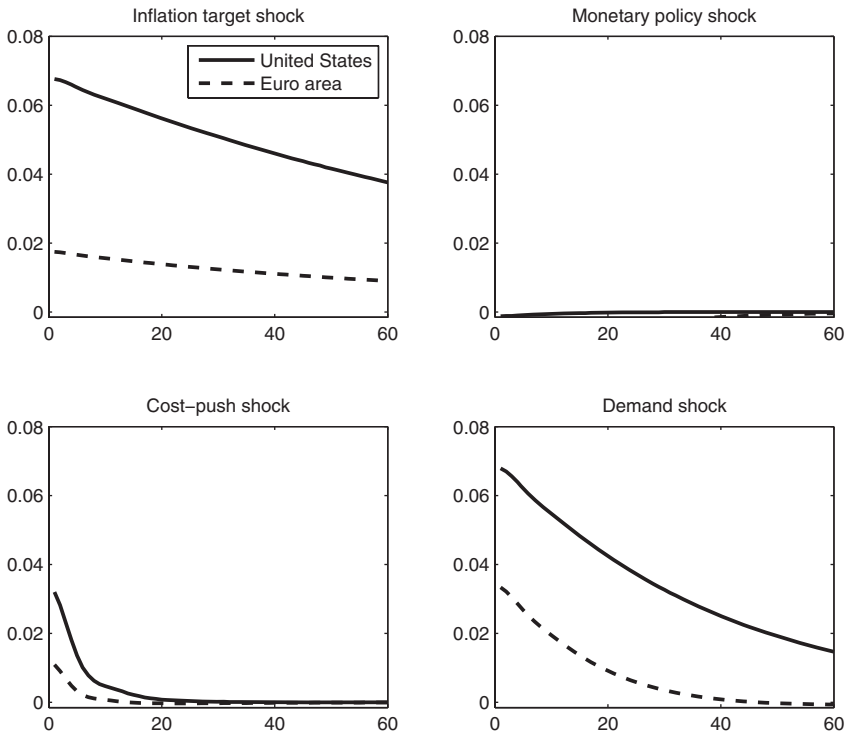 Inflation target shock
Monetary policy shock
0.08
United States
Euro area
0.06
0.04
0.02
0
0 20 40 60
0.08
0.06
0.04
0.02
0
0 20 40 60
Cost–push shock
Demand shock
0.08
0.06
0.04
0.02
0
0 20 40 60
0.08
0.06
0.04
0.02
0
0 20 40 60